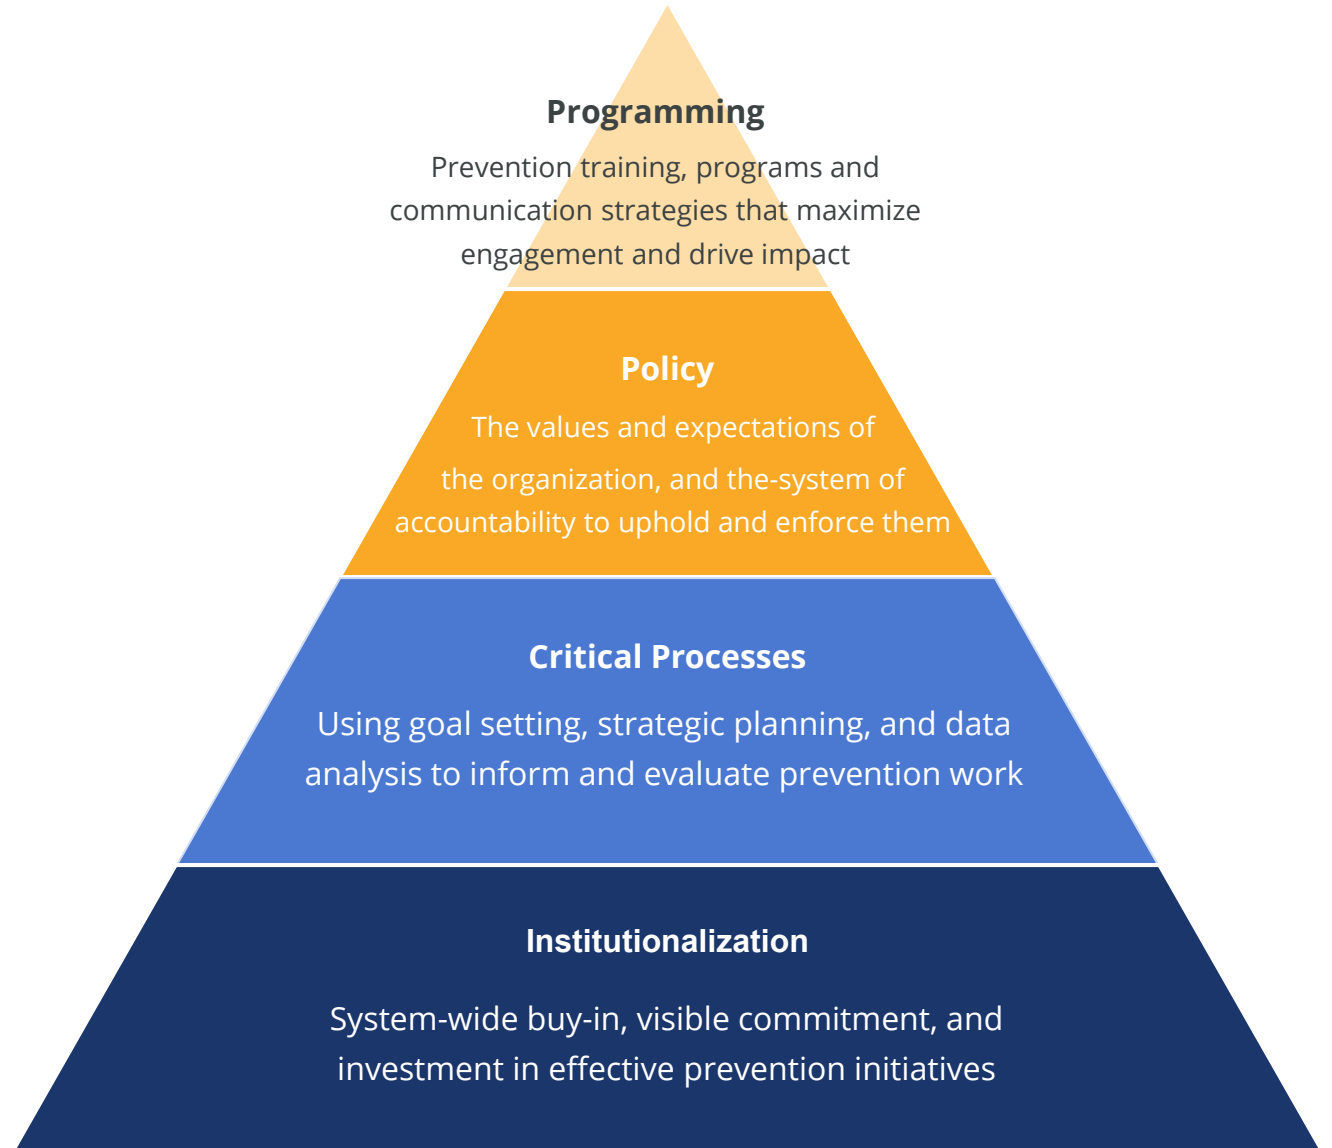 Programming
Prevention training, programs and
communication strategies that maximize
engagement and drive impact
Policy
The values and expectations of
the organization, and the-system of
accountability to uphold and enforce them
Critical Processes
Using goal setting, strategic planning, and data
analysis to inform and evaluate prevention work
Institutionalization
System-wide buy-in, visible commitment, and
investment in effective prevention initiatives